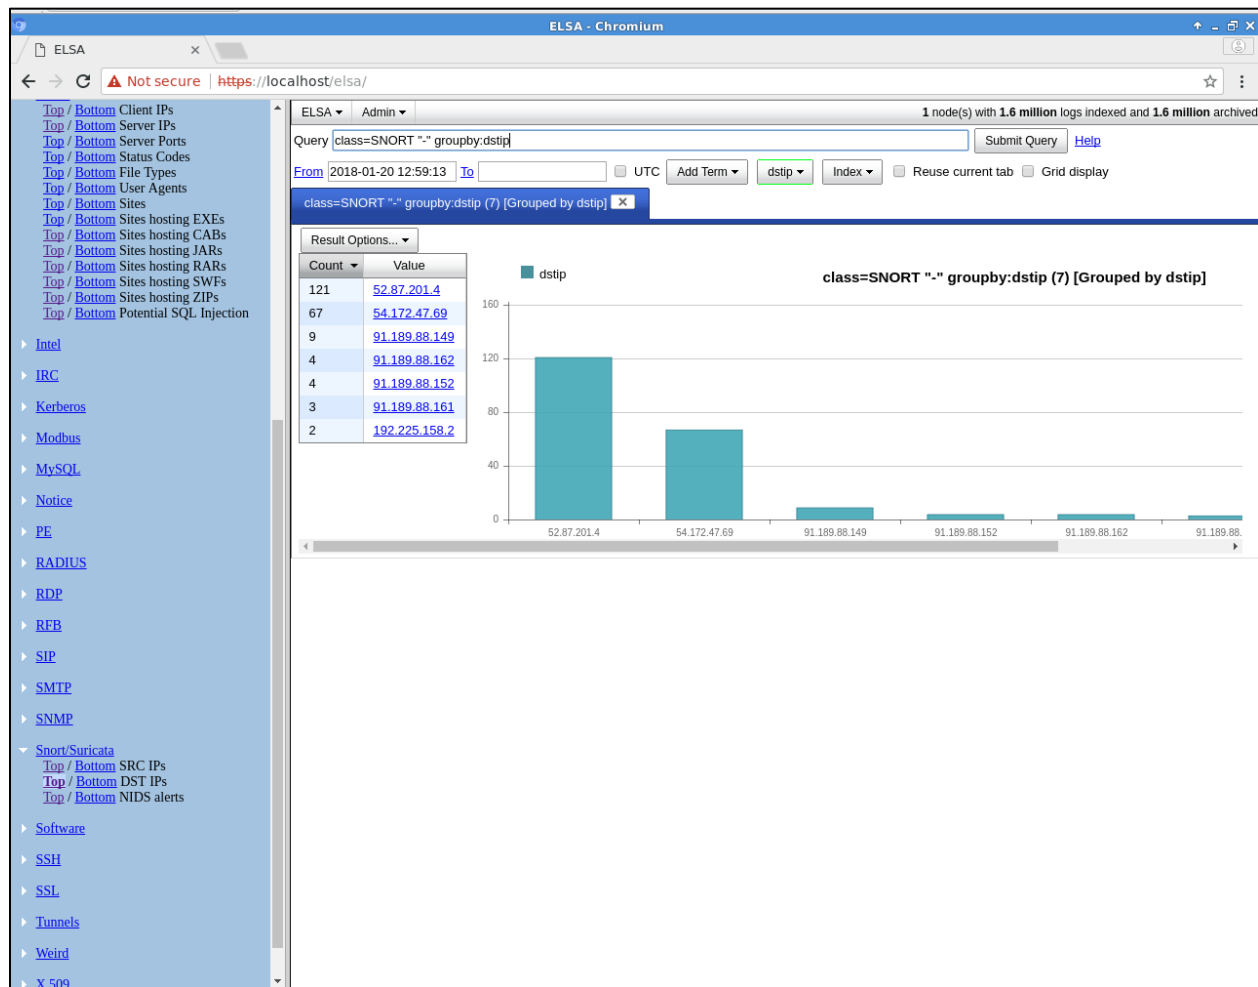 ELSA - Chromium
ELSA
Not secure | https://localhost/elsa/
Top / Bottom Client IPs
Top / Bottom Server IPs
Top / Bottom Server Ports
Top / Bottom Status Codes
Top / Bottom File Types
Top / Bottom User Agents
Top / Bottom Sites
Top / Bottom Sites hosting EXEs
Top / Bottom Sites hosting CABs
Top / Bottom Sites hosting JARs
Top / Bottom Sites hosting RARs
Top / Bottom Sites hosting SWFs
Top / Bottom Sites hosting ZIPs
Top / Bottom Potential SQL Injection
Intel
IRC
Kerberos
Modbus
MySQL
Notice
PE
RADIUS
RDP
RFB
SIP
SMTP
SNMP
Snort/Suricata
Top / Bottom SRC IPs
Top / Bottom DST IPs
Top / Bottom NIDS alerts
Software
SSH
SSL
Tunnels
Weird
X.509
ELSA Admin 1 node(s) with 1.6 million logs indexed and 1.6 million archived
Query class=SNORT "-" groupby:dstip Submit Query Help
From 2018-01-20 12:59:13 To UTC Add Term dstip Index Reuse current tab Grid display
class=SNORT "-" groupby:dstip (7) [Grouped by dstip] X
Result Options...
Count Value
121 52.87.201.4
67 54.172.47.69
9 91.189.88.149
4 91.189.88.162
4 91.189.88.152
3 91.189.88.161
2 192.225.158.2
dstip
class=SNORT "-" groupby:dstip (7) [Grouped by dstip]
160
120
80
40
0
52.87.201.4 54.172.47.69 91.189.88.149 91.189.88.152 91.189.88.162 91.189.88.